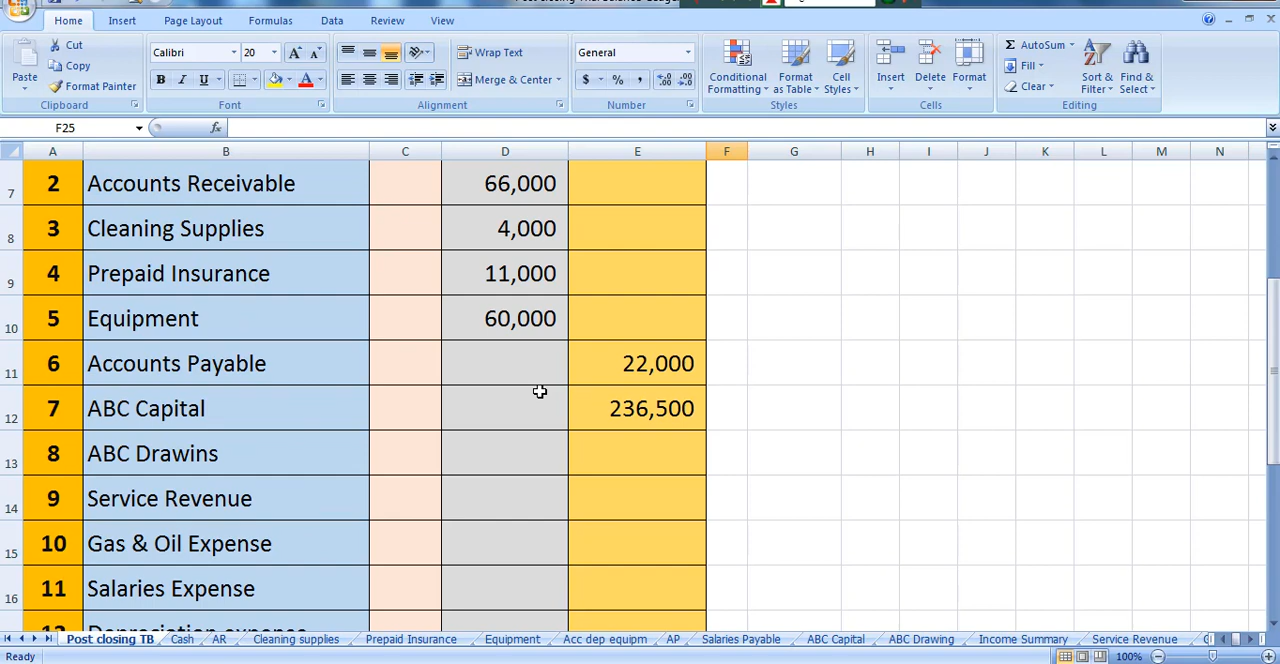 Home Insert Page Layout Formulas Data Review View
Cut
Copy
Format Painter
Paste
Clipboard
Calibri 20
B I U
Font
Wrap Text
Merge & Center
Alignment
General
$ % ,
Number
Conditional Formatting
Format as Table
Cell Styles
Styles
Insert Delete Format
Cells
AutoSum
Fill
Clear
Sort & Filter
Find & Select
Editing
F25 fx
A B C D E F G H I J K L M N
7 2 Accounts Receivable 66,000
8 3 Cleaning Supplies 4,000
9 4 Prepaid Insurance 11,000
10 5 Equipment 60,000
11 6 Accounts Payable 22,000
12 7 ABC Capital 236,500
13 8 ABC Drawins
14 9 Service Revenue
15 10 Gas & Oil Expense
16 11 Salaries Expense
Post closing TB Cash AR Cleaning supplies Prepaid Insurance Equipment Acc dep equipm AP Salaries Payable ABC Capital ABC Drawing Income Summary Service Revenue
Ready 100%